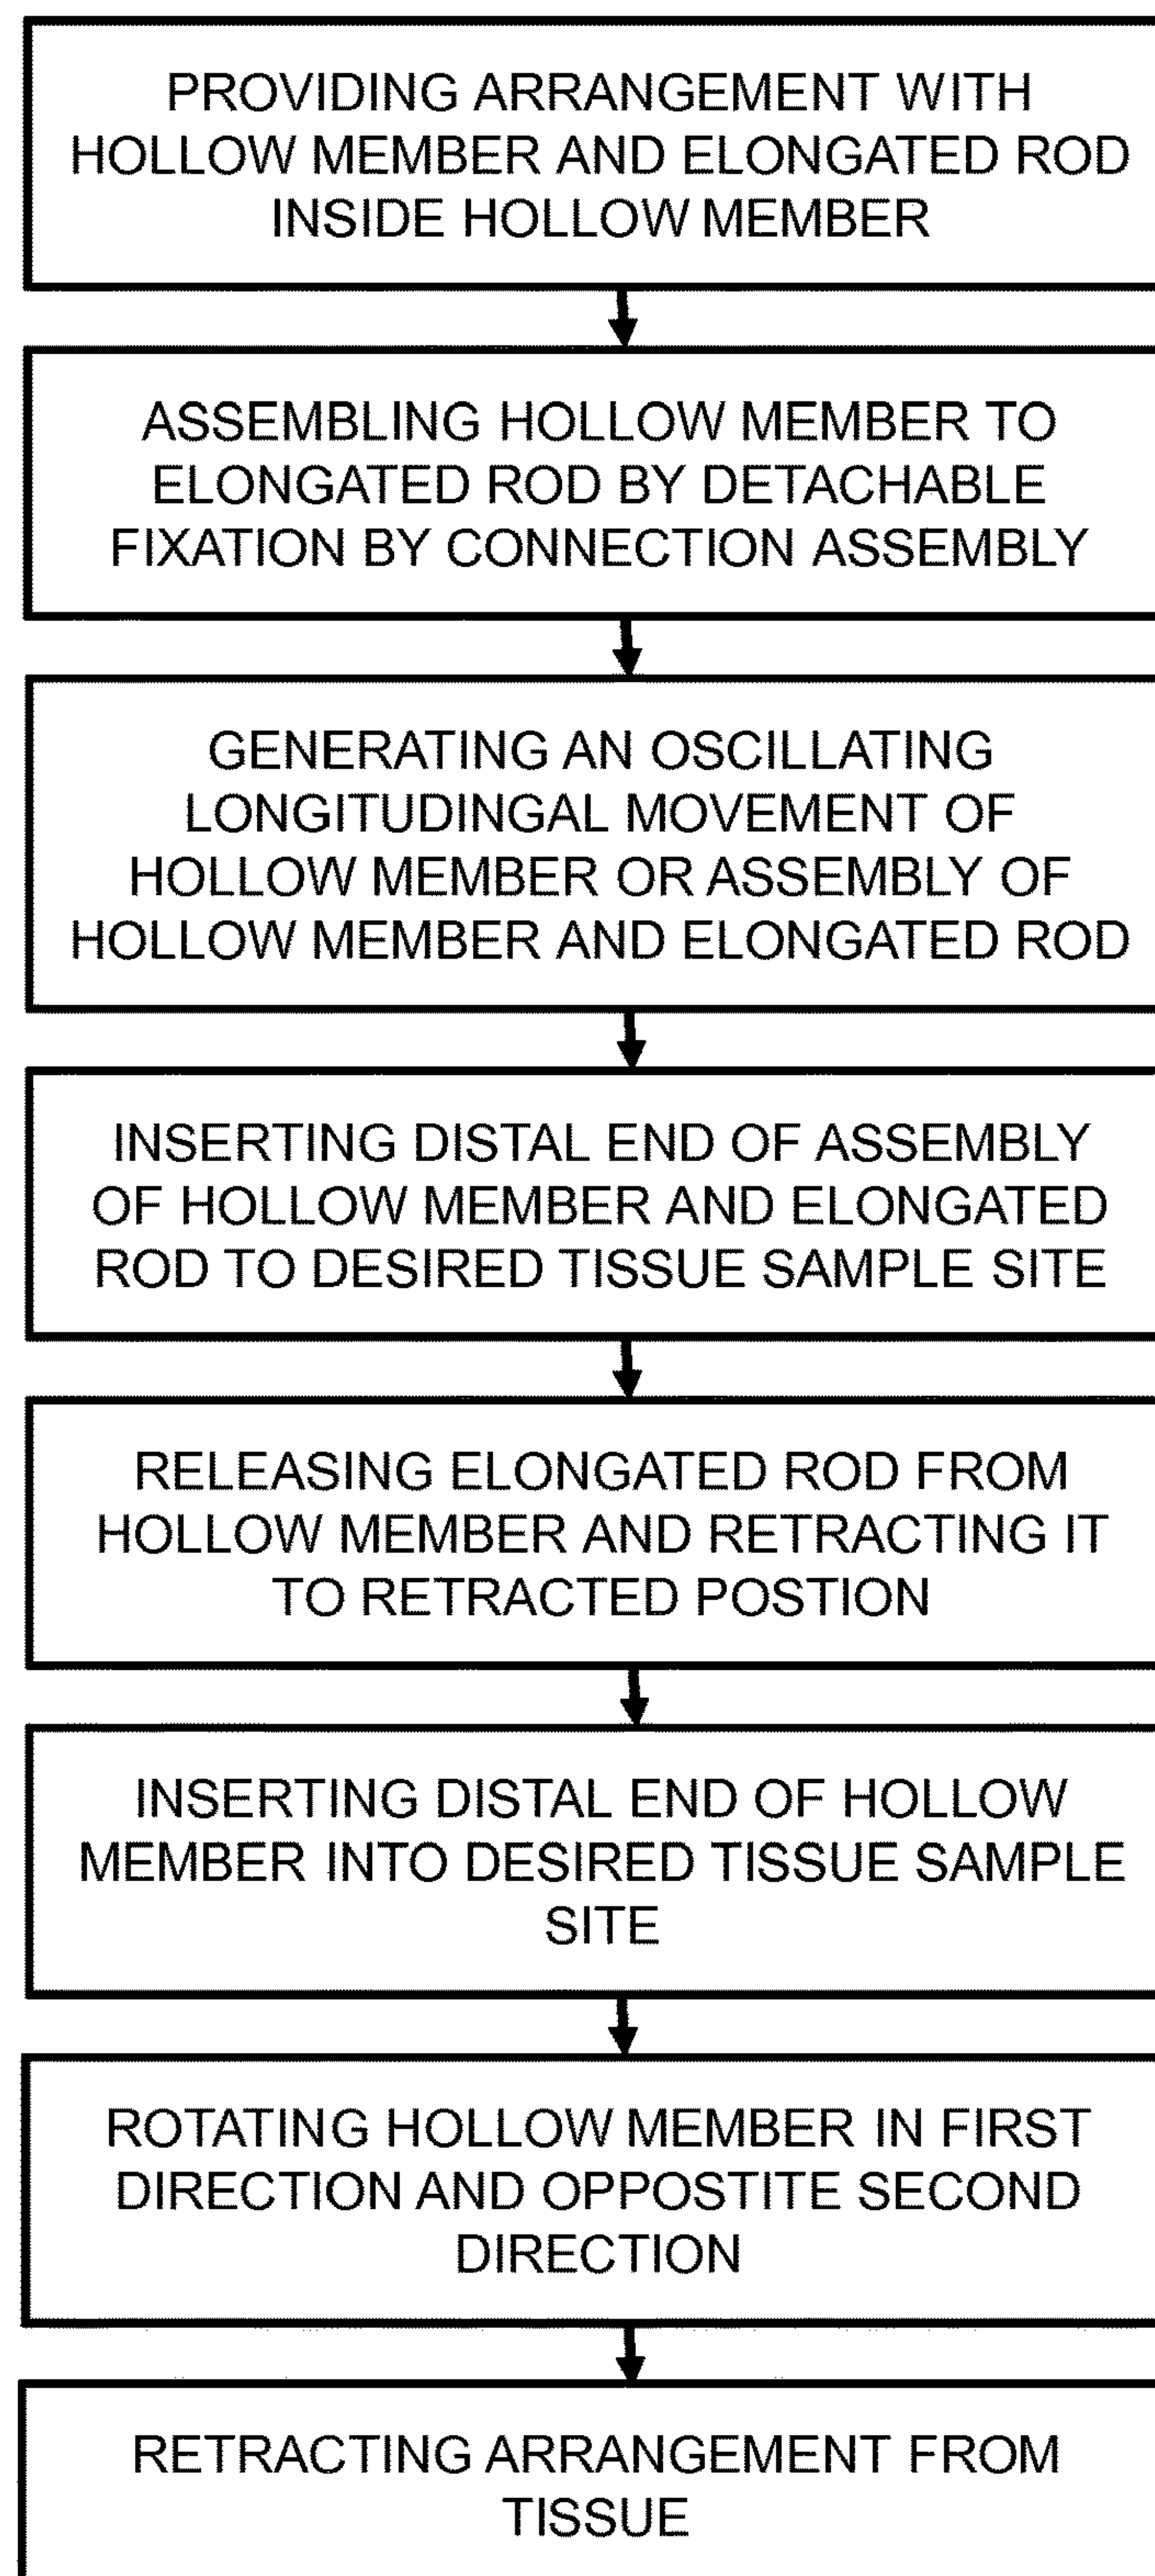 PROVIDING ARRANGEMENT WITH
HOLLOW MEMBER AND ELONGATED ROD
INSIDE HOLLOW MEMBER
ASSEMBLING HOLLOW MEMBER TO
ELONGATED ROD BY DETACHABLE
FIXATION BY CONNECTION ASSEMBLY
GENERATING AN OSCILLATING
LONGITUDINGAL MOVEMENT OF
HOLLOW MEMBER OR ASSEMBLY OF
HOLLOW MEMBER AND ELONGATED ROD
INSERTING DISTAL END OF ASSEMBLY
OF HOLLOW MEMBER AND ELONGATED
ROD TO DESIRED TISSUE SAMPLE SITE
RELEASING ELONGATED ROD FROM
HOLLOW MEMBER AND RETRACTING IT
TO RETRACTED POSTION
INSERTING DISTAL END OF HOLLOW
MEMBER INTO DESIRED TISSUE SAMPLE
SITE
ROTATING HOLLOW MEMBER IN FIRST
DIRECTION AND OPPOSTITE SECOND
DIRECTION
RETRACTING ARRANGEMENT FROM
TISSUE